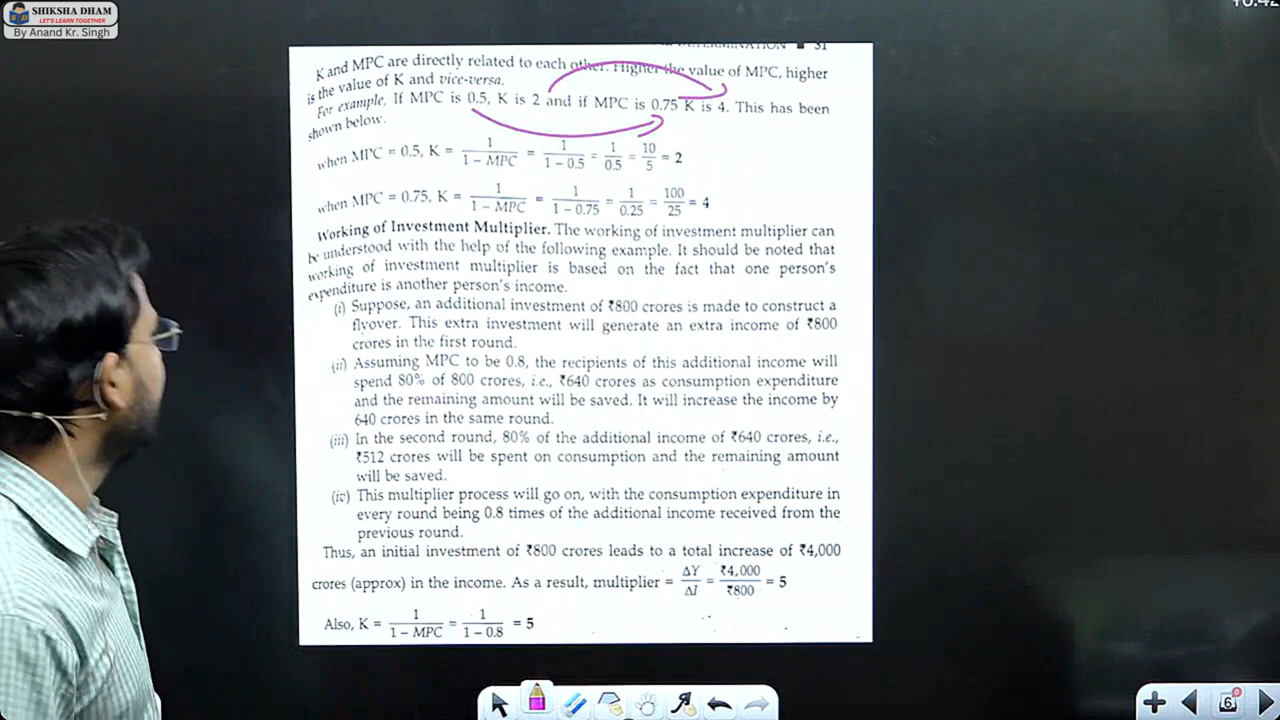 SHIKSHA DHAM
LET'S LEARN TOGETHER
By Anand Kr. Singh
31
K and MPC are directly related to each other. Higher the value of MPC, higher
is the value of K and vice-versa.
For example, If MPC is 0.5, K is 2 and if MPC is 0.75 K is 4. This has been
shown below.
when MPC = 0.5, K = 1 / (1 − MPC) = 1 / (1 − 0.5) = 1 / 0.5 = 10 / 5 = 2
when MPC = 0.75, K = 1 / (1 − MPC) = 1 / (1 − 0.75) = 1 / 0.25 = 100 / 25 = 4
Working of Investment Multiplier. The working of investment multiplier can
be understood with the help of the following example. It should be noted that
working of investment multiplier is based on the fact that one person's
expenditure is another person's income.
(i) Suppose, an additional investment of ₹800 crores is made to construct a
flyover. This extra investment will generate an extra income of ₹800
crores in the first round.
(ii) Assuming MPC to be 0.8, the recipients of this additional income will
spend 80% of 800 crores, i.e., ₹640 crores as consumption expenditure
and the remaining amount will be saved. It will increase the income by
640 crores in the same round.
(iii) In the second round, 80% of the additional income of ₹640 crores, i.e.,
₹512 crores will be spent on consumption and the remaining amount
will be saved.
(iv) This multiplier process will go on, with the consumption expenditure in
every round being 0.8 times of the additional income received from the
previous round.
Thus, an initial investment of ₹800 crores leads to a total increase of ₹4,000
crores (approx) in the income. As a result, multiplier = ΔY / ΔI = ₹4,000 / ₹800 = 5
Also, K = 1 / (1 − MPC) = 1 / (1 − 0.8) = 5
6